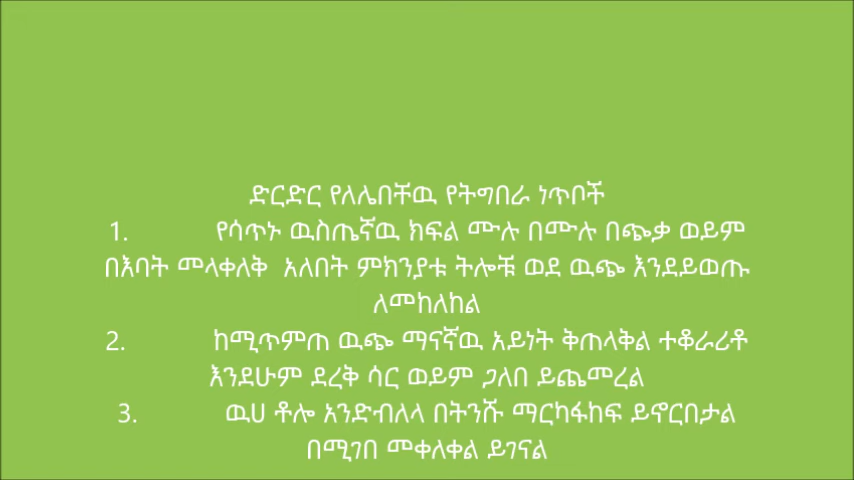 ድርድር የለሌበቸዉ የትግበራ ነጥቦች
1. የሳጥኑ ዉስጤኛዉ ክፍል ሙሉ በሙሉ በጭቃ ወይም
በእባት መላቀለቅ አለበት ምክንያቱ ትሎቹ ወደ ዉጭ እንደይወጡ
ለመከለከል
2. ከሚጥምጠ ዉጭ ማናኛዉ አይነት ቅጠላቅል ተቆራሪቶ
እንደሁም ደረቅ ሳር ወይም ጋለበ ይጨመረል
3. ዉሀ ቶሎ አንድብለላ በትንሹ ማርካፋከፍ ይኖርበታል
በሚገበ መቀለቀል ይገናል